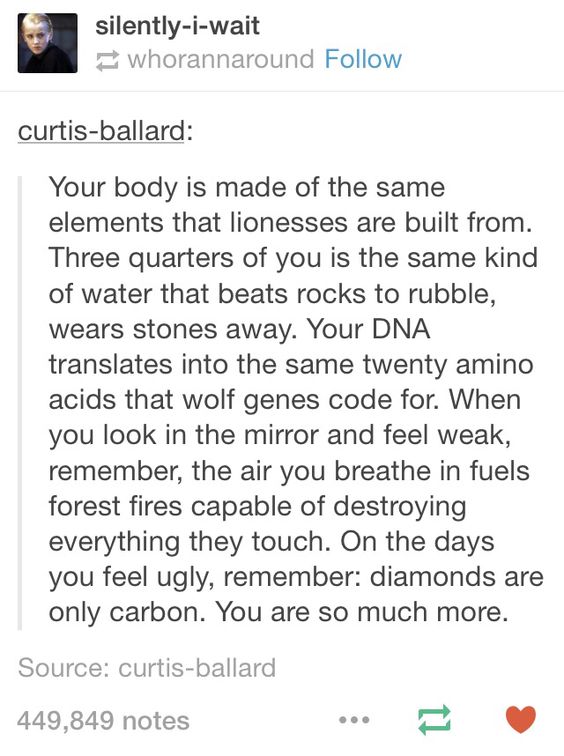 silently-i-wait
whorannaround Follow
curtis-ballard:
Your body is made of the same
elements that lionesses are built from.
Three quarters of you is the same kind
of water that beats rocks to rubble,
wears stones away. Your DNA
translates into the same twenty amino
acids that wolf genes code for. When
you look in the mirror and feel weak,
remember, the air you breathe in fuels
forest fires capable of destroying
everything they touch. On the days
you feel ugly, remember: diamonds are
only carbon. You are so much more.
Source: curtis-ballard
449,849 notes